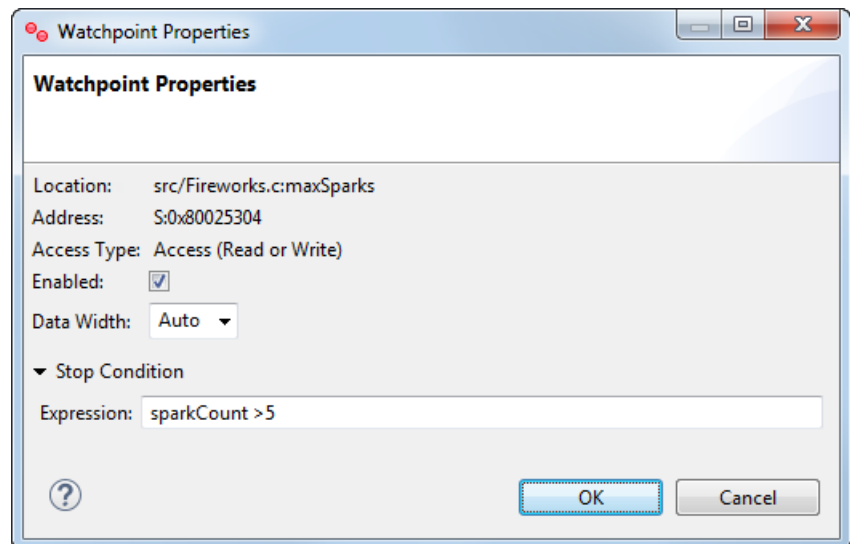 Watchpoint Properties
Watchpoint Properties
Location: src/Fireworks.c:maxSparks
Address: S:0x80025304
Access Type: Access (Read or Write)
Enabled:
Data Width: Auto
Stop Condition
Expression: sparkCount >5
? OK Cancel